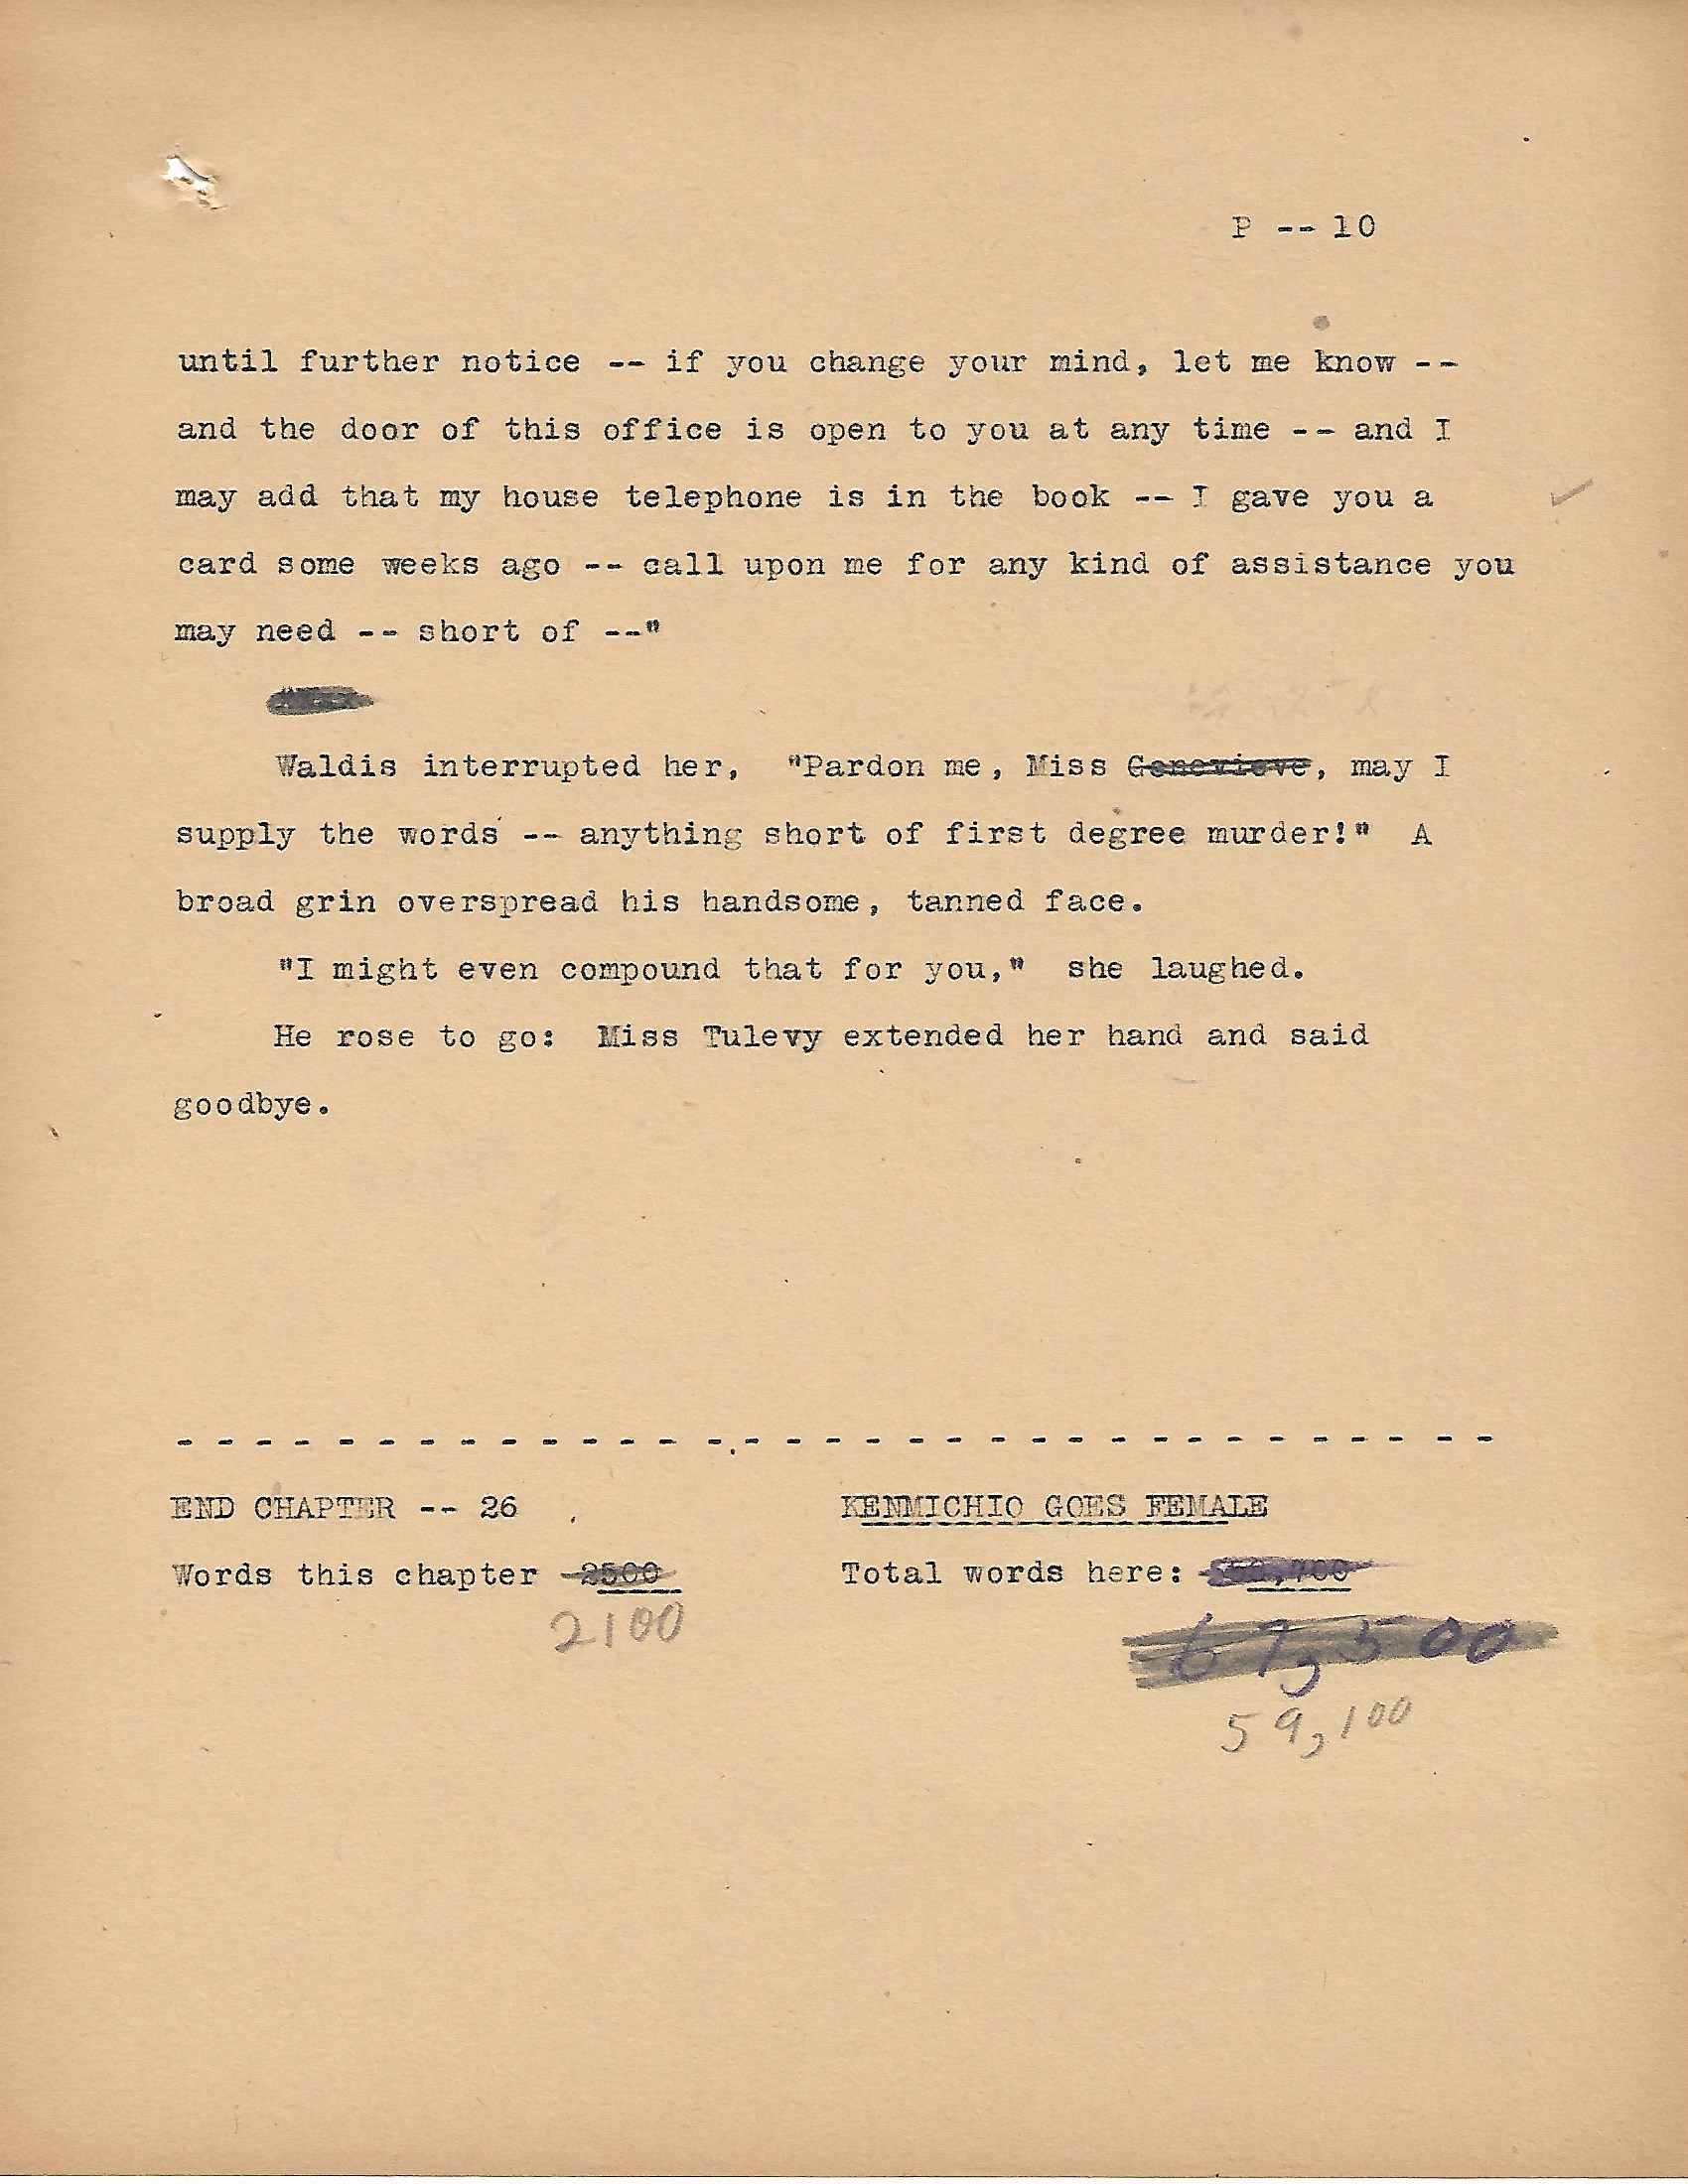 P -- 10
until further notice -- if you change your mind, let me know --
and the door of this office is open to you at any time -- and I
may add that my house telephone is in the book -- I gave you a
card some weeks ago -- call upon me for any kind of assistance you
may need -- short of --"
Waldis interrupted her,  "Pardon me, Miss Genevieve, may I
supply the words -- anything short of first degree murder!"  A
broad grin overspread his handsome, tanned face.
"I might even compound that for you,"  she laughed.
He rose to go:  Miss Tulevy extended her hand and said
goodbye.
- - - - - - - - - - - - - - - - - - - - - - - - - - - - - - - - -
END CHAPTER -- 26 KENMICHIO GOES FEMALE
Words this chapter 2500 Total words here:
2100 67,500
59,100